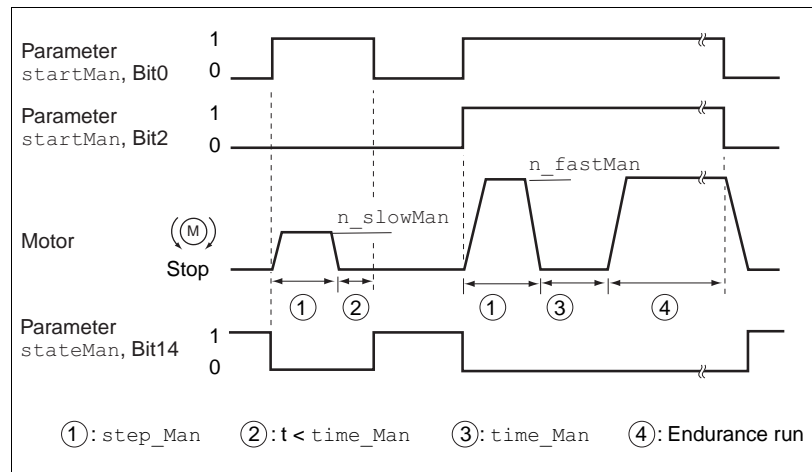 Parameter
startMan, Bit0
1
0
Parameter
startMan, Bit2
1
0
n_fastMan
n_slowMan
Motor
M
Stop
1 2 1 3 4
Parameter
stateMan, Bit14
1
0
1: step_Man 2: t < time_Man 3: time_Man 4: Endurance run